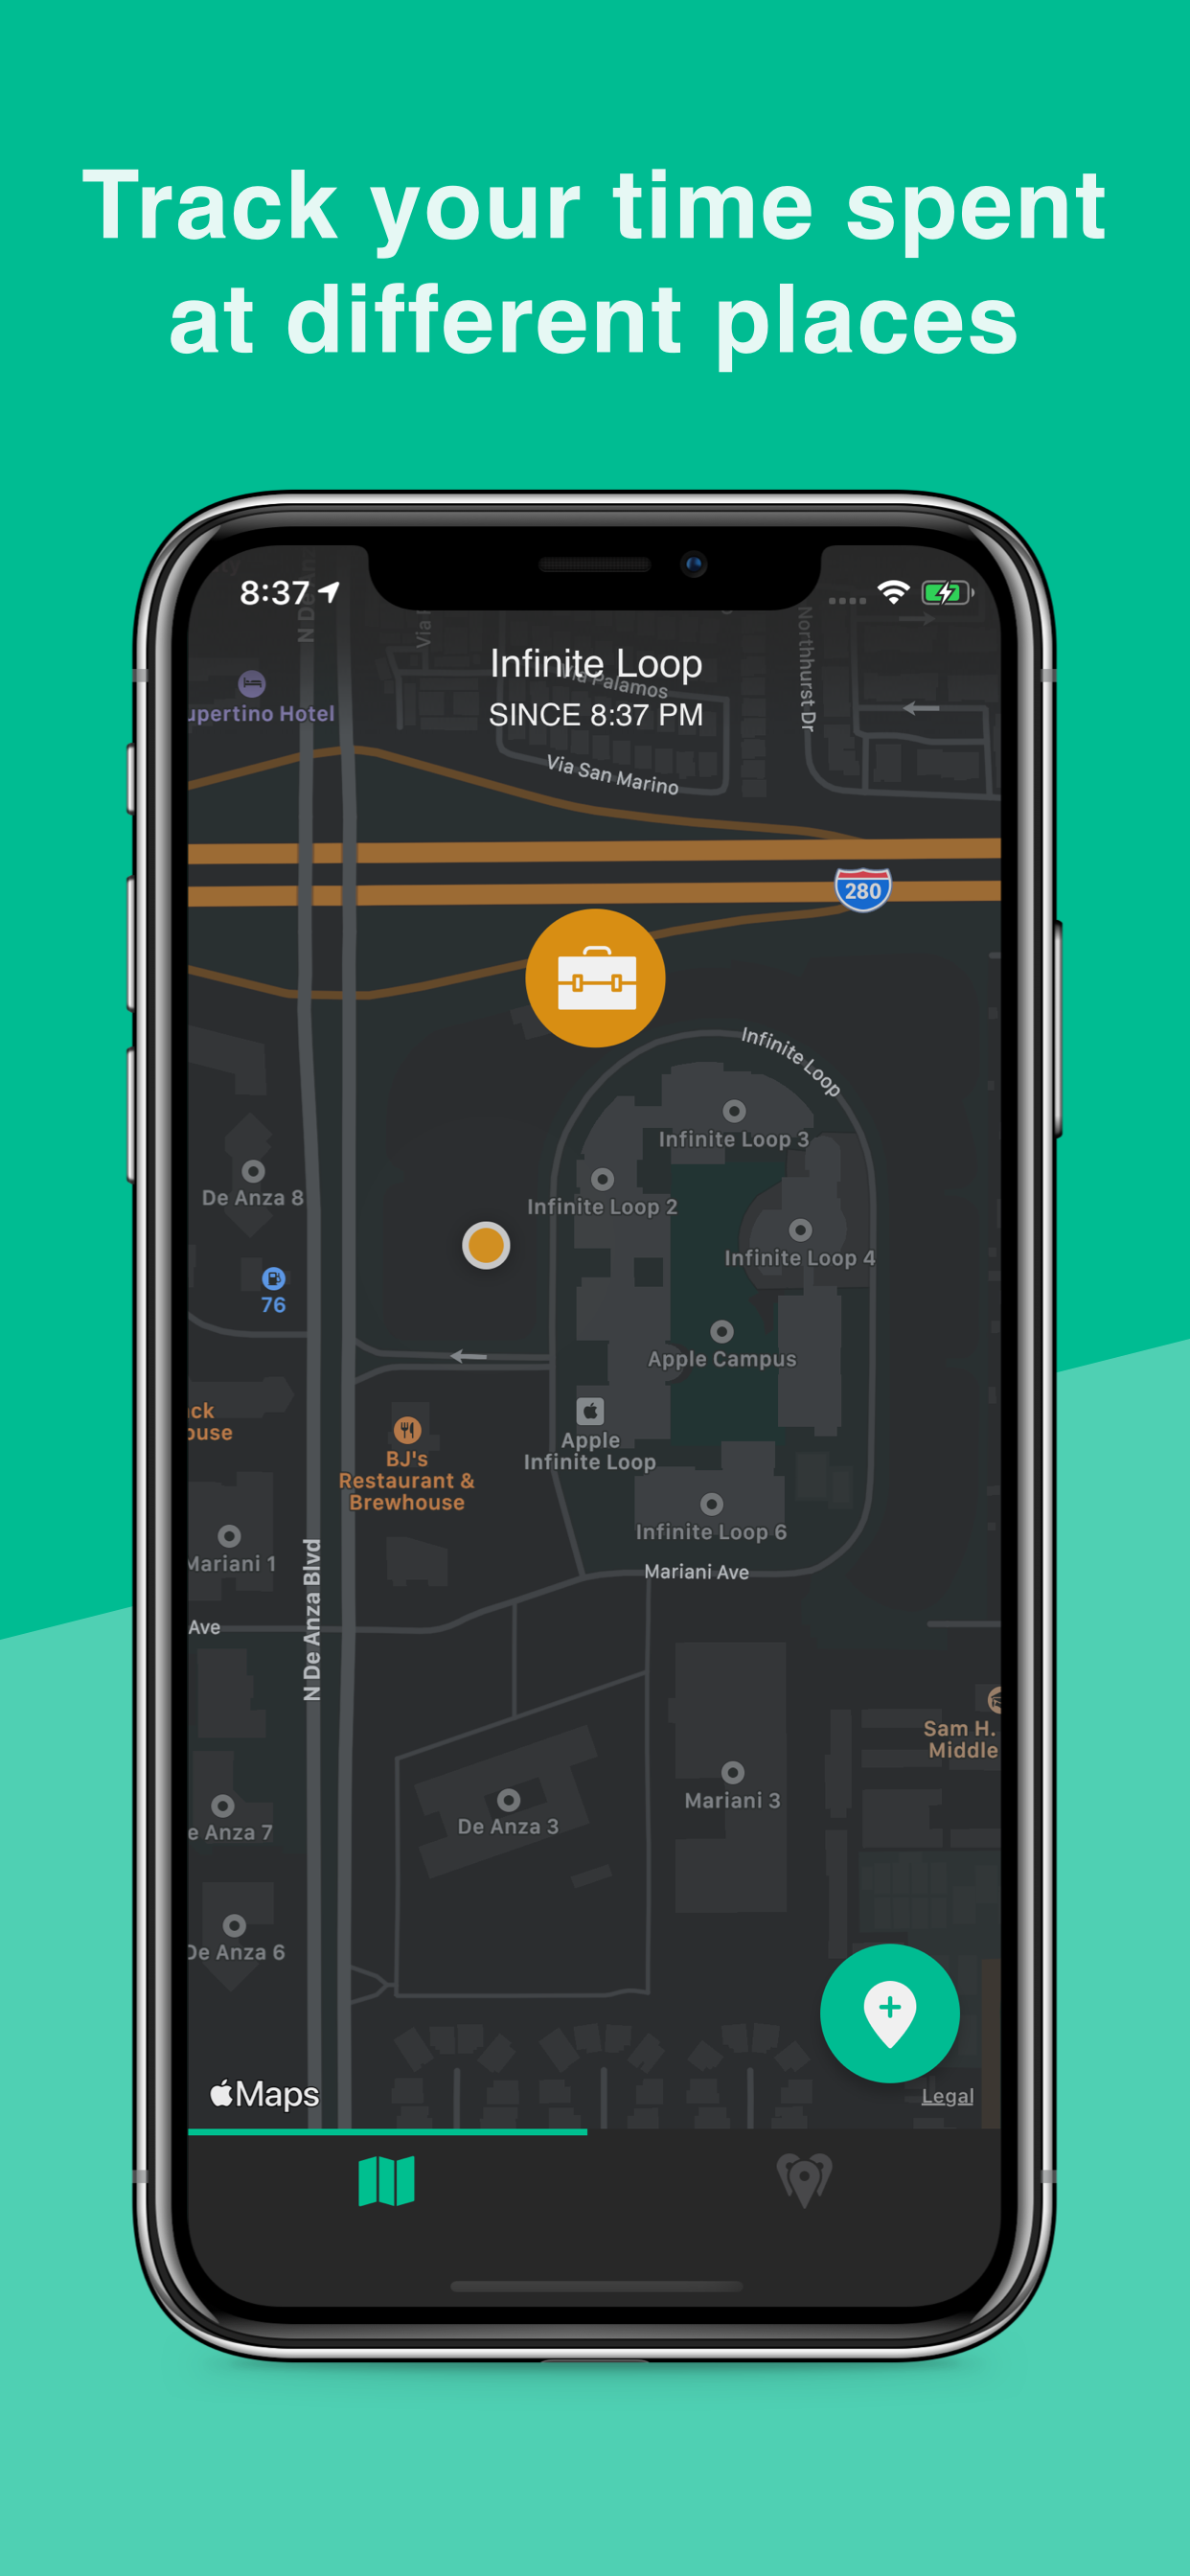 Track your time spent
at different places
8:37
N De
Via
Northhurst Dr
Infinite Loop
Via Palamos
SINCE 8:37 PM
upertino Hotel
Via San Marino
280
Infinite Loop
Infinite Loop 3
De Anza 8
Infinite Loop 2
Infinite Loop 4
76
Apple Campus
ck
ouse
BJ's
Restaurant &
Brewhouse
Apple
Infinite Loop
Infinite Loop 6
Mariani 1
Mariani Ave
Ave
N De Anza Blvd
Sam H.
Middle
Mariani 3
De Anza 3
e Anza 7
De Anza 6
Maps
Legal